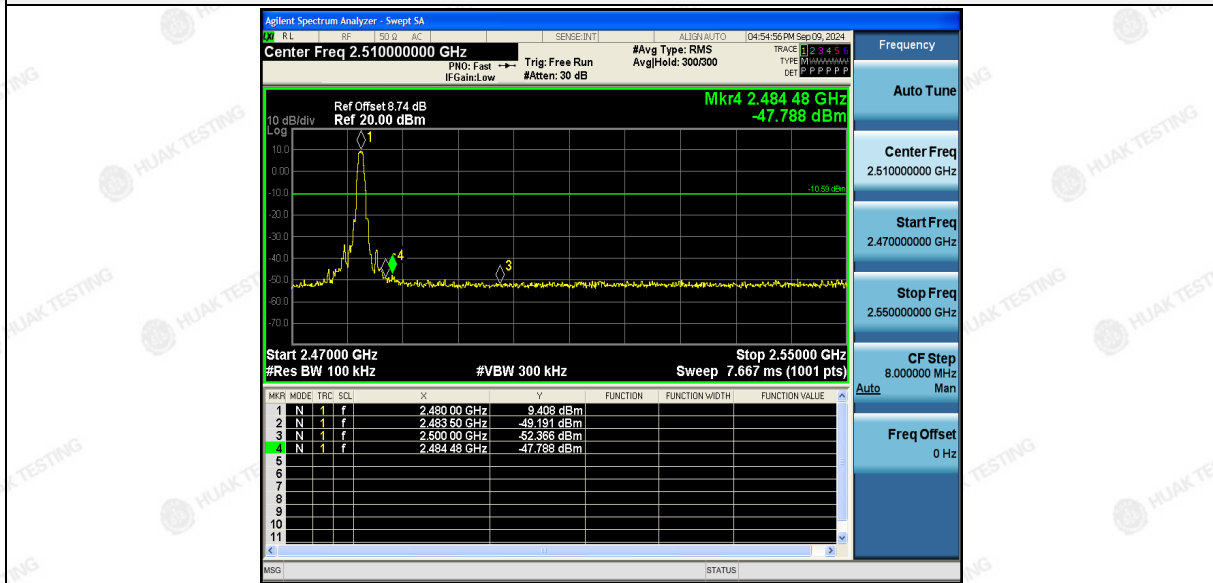 Agilent Spectrum Analyzer - Swept SA
RL RF 50 Ω AC SENSE:INT ALIGN AUTO 04:54:56 PM Sep 09, 2024
Center Freq 2.510000000 GHz
PNO: Fast
IFGain:Low
Trig: Free Run
#Atten: 30 dB
#Avg Type: RMS
Avg|Hold: 300/300
TRACE 1 2 3 4 5 6
TYPE M
DET P P P P P P
Frequency
Auto Tune
Center Freq
2.510000000 GHz
Start Freq
2.470000000 GHz
Stop Freq
2.550000000 GHz
CF Step
8.000000 MHz
Auto Man
Freq Offset
0 Hz
Mkr4 2.484 48 GHz
-47.788 dBm
Ref Offset 8.74 dB
10 dB/div Ref 20.00 dBm
Log
10.0
0.00
-10.0
-20.0
-30.0
-40.0
-50.0
-60.0
-70.0
-10.59 dBm
1
4
3
Start 2.47000 GHz Stop 2.55000 GHz
#Res BW 100 kHz #VBW 300 kHz Sweep 7.667 ms (1001 pts)
MKR MODE TRC SCL X Y FUNCTION FUNCTION WIDTH FUNCTION VALUE
1 N 1 f 2.480 00 GHz 9.408 dBm
2 N 1 f 2.483 50 GHz -49.191 dBm
3 N 1 f 2.500 00 GHz -52.366 dBm
4 N 1 f 2.484 48 GHz -47.788 dBm
5
6
7
8
9
10
11
MSG STATUS
HUAK TESTING